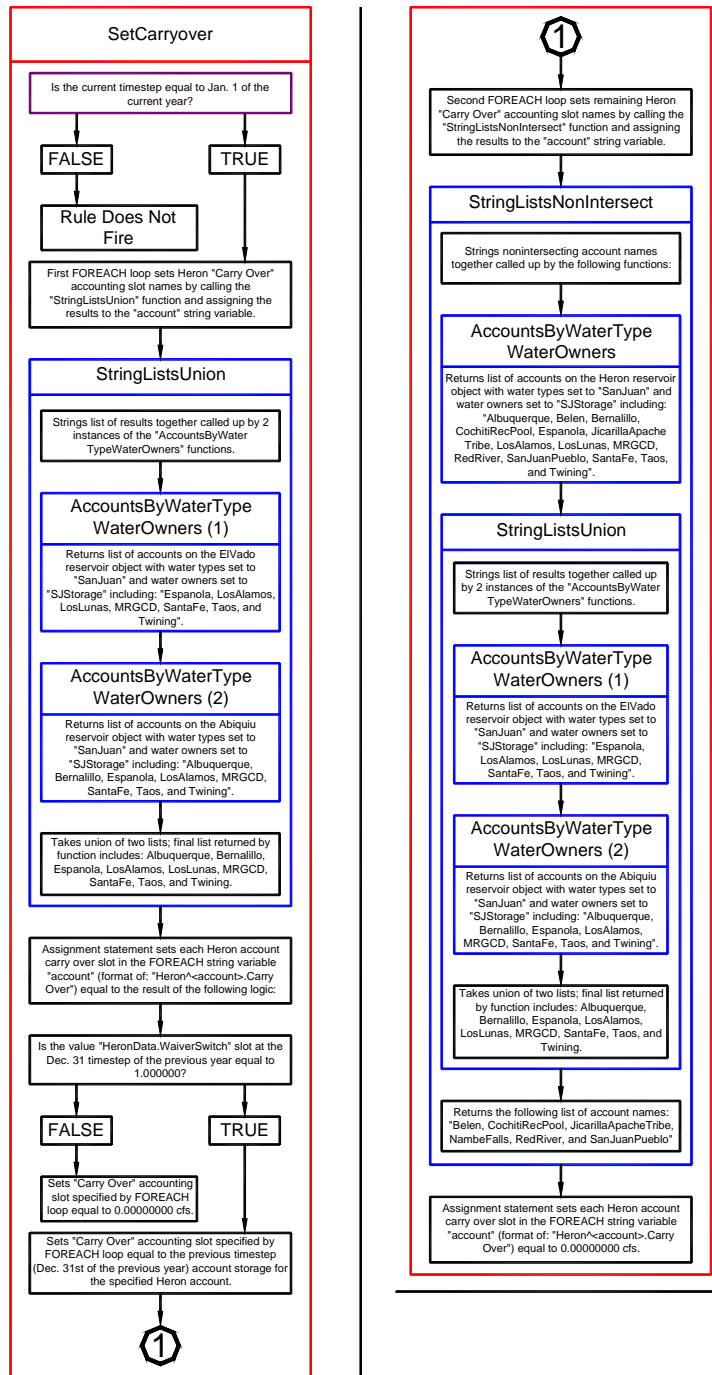 SetCarryover
Is the current timestep equal to Jan. 1 of the
current year?
FALSE
TRUE
Rule Does Not
Fire
First FOREACH loop sets Heron "Carry Over"
accounting slot names by calling the
"StringListsUnion" function and assigning the
results to the "account" string variable.
StringListsUnion
Strings list of results together called up by 2
instances of the "AccountsByWater
TypeWaterOwners" functions.
AccountsByWaterType
WaterOwners (1)
Returns list of accounts on the ElVado
reservoir object with water types set to
"SanJuan" and water owners set to
"SJStorage" including: "Espanola, LosAlamos,
LosLunas, MRGCD, SantaFe, Taos, and
Twining".
AccountsByWaterType
WaterOwners (2)
Returns list of accounts on the Abiquiu
reservoir object with water types set to
"SanJuan" and water owners set to
"SJStorage" including: "Albuquerque,
Bernalillo, Espanola, LosAlamos, MRGCD,
SantaFe, Taos, and Twining".
Takes union of two lists; final list returned by
function includes: Albuquerque, Bernalillo,
Espanola, LosAlamos, LosLunas, MRGCD,
SantaFe, Taos, and Twining.
Assignment statement sets each Heron account
carry over slot in the FOREACH string variable
"account" (format of: "Heron^<account>.Carry
Over") equal to the result of the following logic:
Is the value "HeronData.WaiverSwitch" slot at the
Dec. 31 timestep of the previous year equal to
1.000000?
FALSE
TRUE
Sets "Carry Over" accounting
slot specified by FOREACH
loop equal to 0.00000000 cfs.
Sets "Carry Over" accounting slot specified by
FOREACH loop equal to the previous timestep
(Dec. 31st of the previous year) account storage for
the specified Heron account.
1
1
Second FOREACH loop sets remaining Heron
"Carry Over" accounting slot names by calling the
"StringListsNonIntersect" function and assigning
the results to the "account" string variable.
StringListsNonIntersect
Strings nonintersecting account names
together called up by the following functions:
AccountsByWaterType
WaterOwners
Returns list of accounts on the Heron reservoir
object with water types set to "SanJuan" and
water owners set to "SJStorage" including:
"Albuquerque, Belen, Bernalillo,
CochitiRecPool, Espanola, JicarillaApache
Tribe, LosAlamos, LosLunas, MRGCD,
RedRiver, SanJuanPueblo, SantaFe, Taos,
and Twining".
StringListsUnion
Strings list of results together called up
by 2 instances of the "AccountsByWater
TypeWaterOwners" functions.
AccountsByWaterType
WaterOwners (1)
Returns list of accounts on the ElVado
reservoir object with water types set to
"SanJuan" and water owners set to
"SJStorage" including: "Espanola,
LosAlamos, LosLunas, MRGCD,
SantaFe, Taos, and Twining".
AccountsByWaterType
WaterOwners (2)
Returns list of accounts on the Abiquiu
reservoir object with water types set to
"SanJuan" and water owners set to
"SJStorage" including: "Albuquerque,
Bernalillo, Espanola, LosAlamos,
MRGCD, SantaFe, Taos, and Twining".
Takes union of two lists; final list returned
by function includes: Albuquerque,
Bernalillo, Espanola, LosAlamos,
LosLunas, MRGCD, SantaFe, Taos, and
Twining.
Returns the following list of account names:
"Belen, CochitiRecPool, JicarillaApacheTribe,
NambeFalls, RedRiver, and SanJuanPueblo"
Assignment statement sets each Heron account
carry over slot in the FOREACH string variable
"account" (format of: "Heron^<account>.Carry
Over") equal to 0.00000000 cfs.